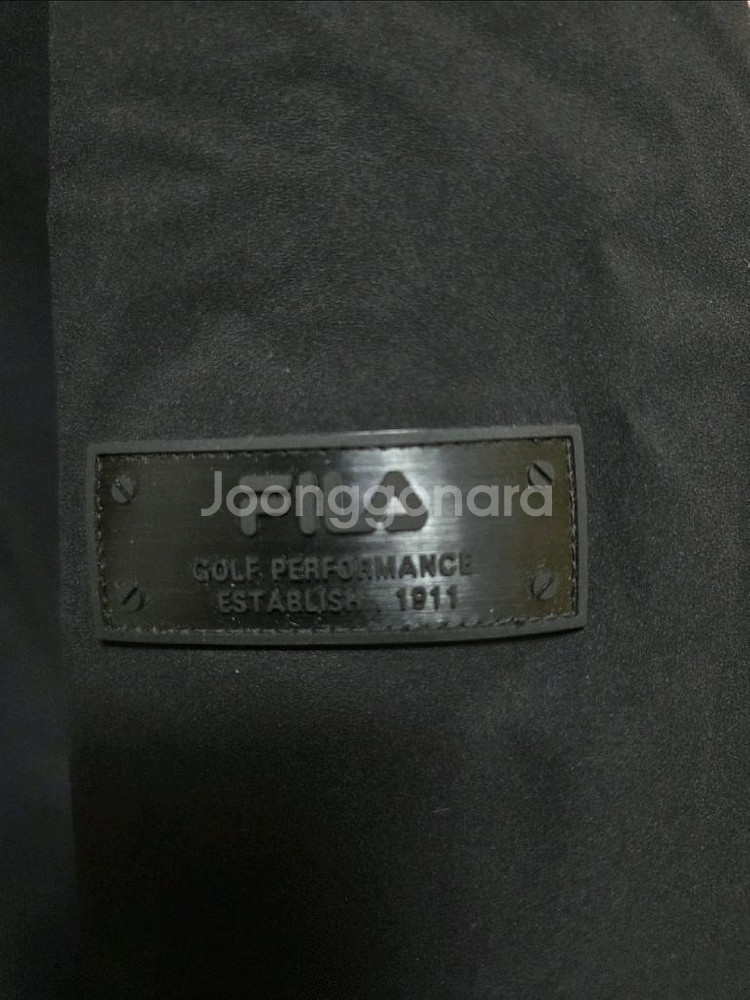 FILA
Joonggonara
GOLF PERFORMANCE
ESTABLISH. 1911